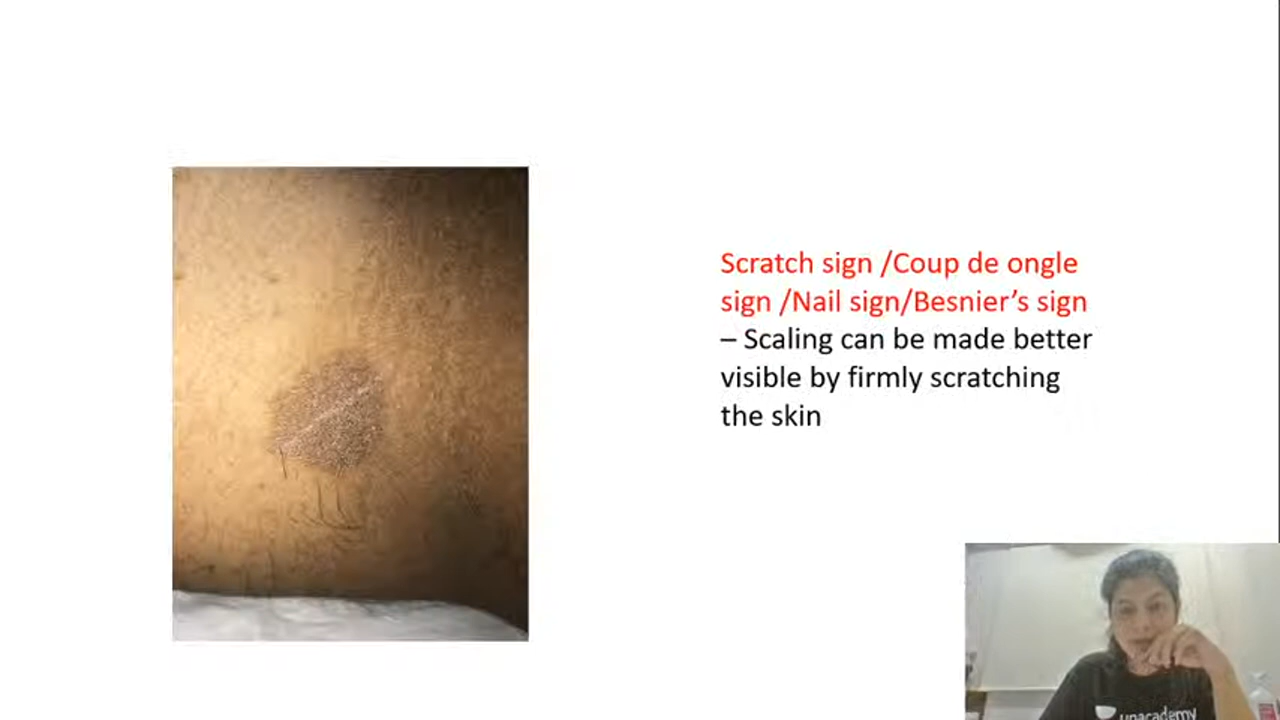 Scratch sign /Coup de ongle
sign /Nail sign/Besnier’s sign
– Scaling can be made better
visible by firmly scratching
the skin
unacademy